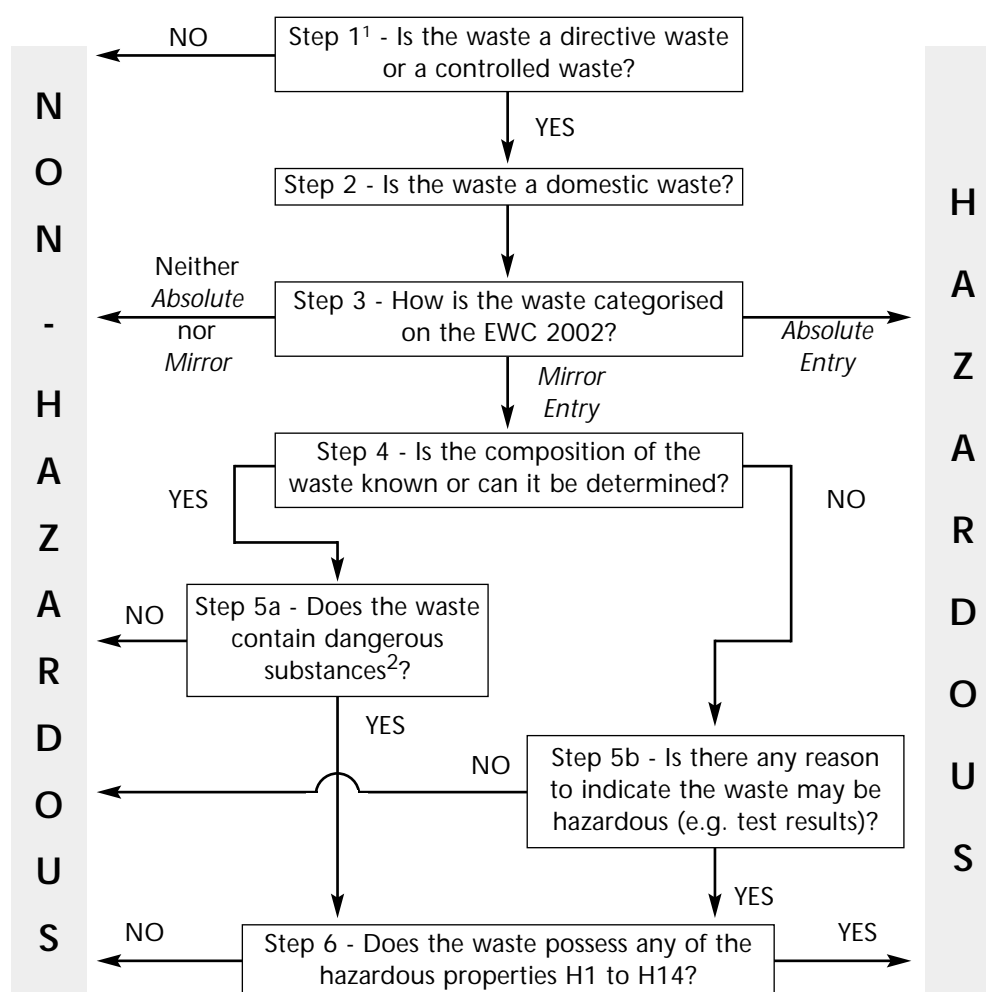 NO
Step 1¹ - Is the waste a directive waste
or a controlled waste?
YES
Step 2 - Is the waste a domestic waste?
Neither
Absolute
nor
Mirror
Step 3 - How is the waste categorised
on the EWC 2002?
Absolute
Entry
Mirror
Entry
Step 4 - Is the composition of the
waste known or can it be determined?
YES
NO
Step 5a - Does the waste
contain dangerous
substances²?
NO
YES
Step 5b - Is there any reason
to indicate the waste may be
hazardous (e.g. test results)?
NO
YES
Step 6 - Does the waste possess any of the
hazardous properties H1 to H14?
NO
YES
NON-HAZARDOUS
HAZARDOUS